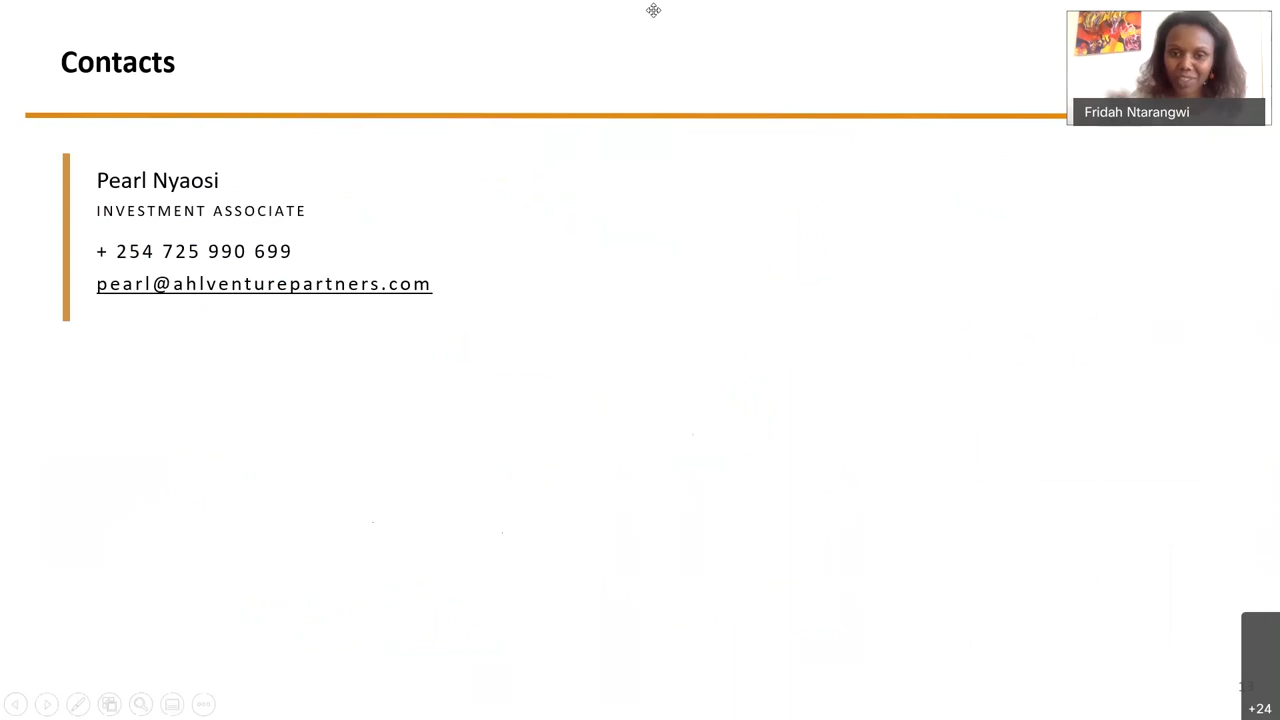 Contacts
Fridah Ntarangwi
Pearl Nyaosi
INVESTMENT ASSOCIATE
+ 254 725 990 699
pearl@ahlventurepartners.com
+24